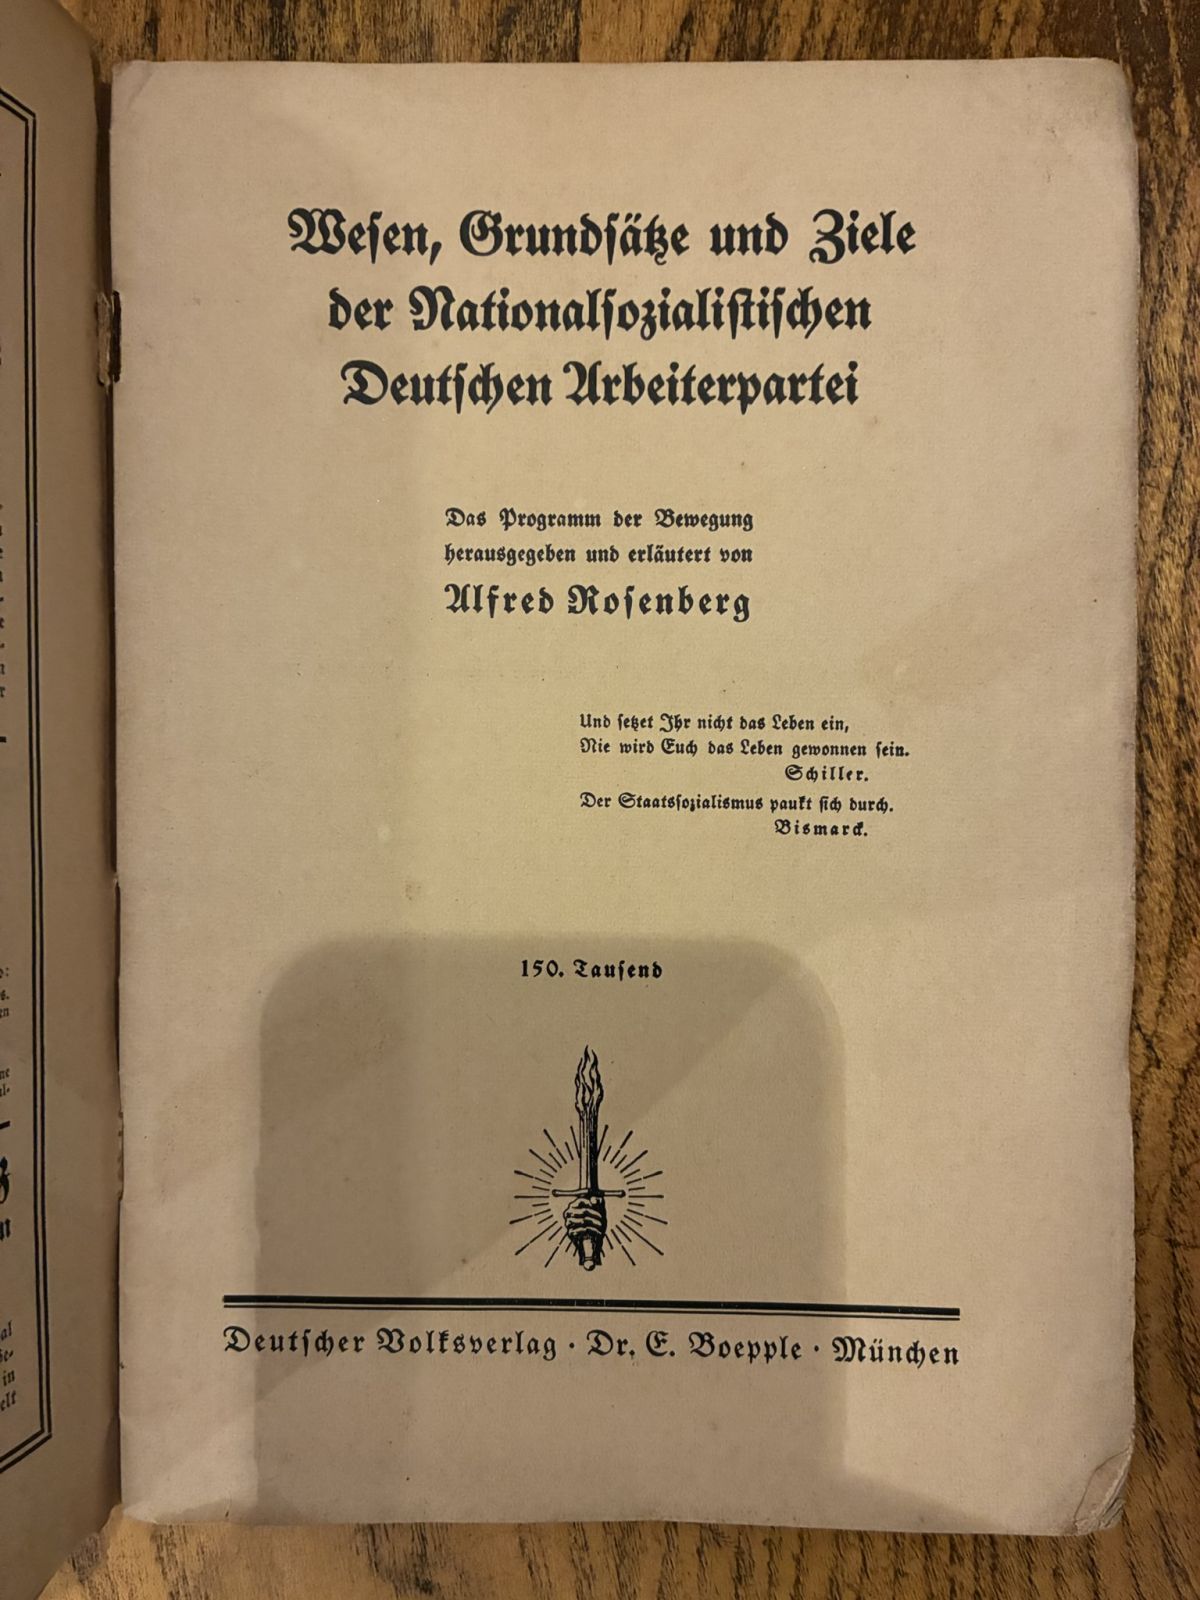 Wesen, Grundsätze und Ziele
der Nationalsozialistischen
Deutschen Arbeiterpartei
Das Programm der Bewegung
herausgegeben und erläutert von
Alfred Rosenberg
Und setzet Ihr nicht das Leben ein,
Nie wird Euch das Leben gewonnen sein.
Schiller.
Der Staatssozialismus paukt sich durch.
Bismarck.
150. Tausend
Deutscher Volksverlag · Dr. E. Boepple · München